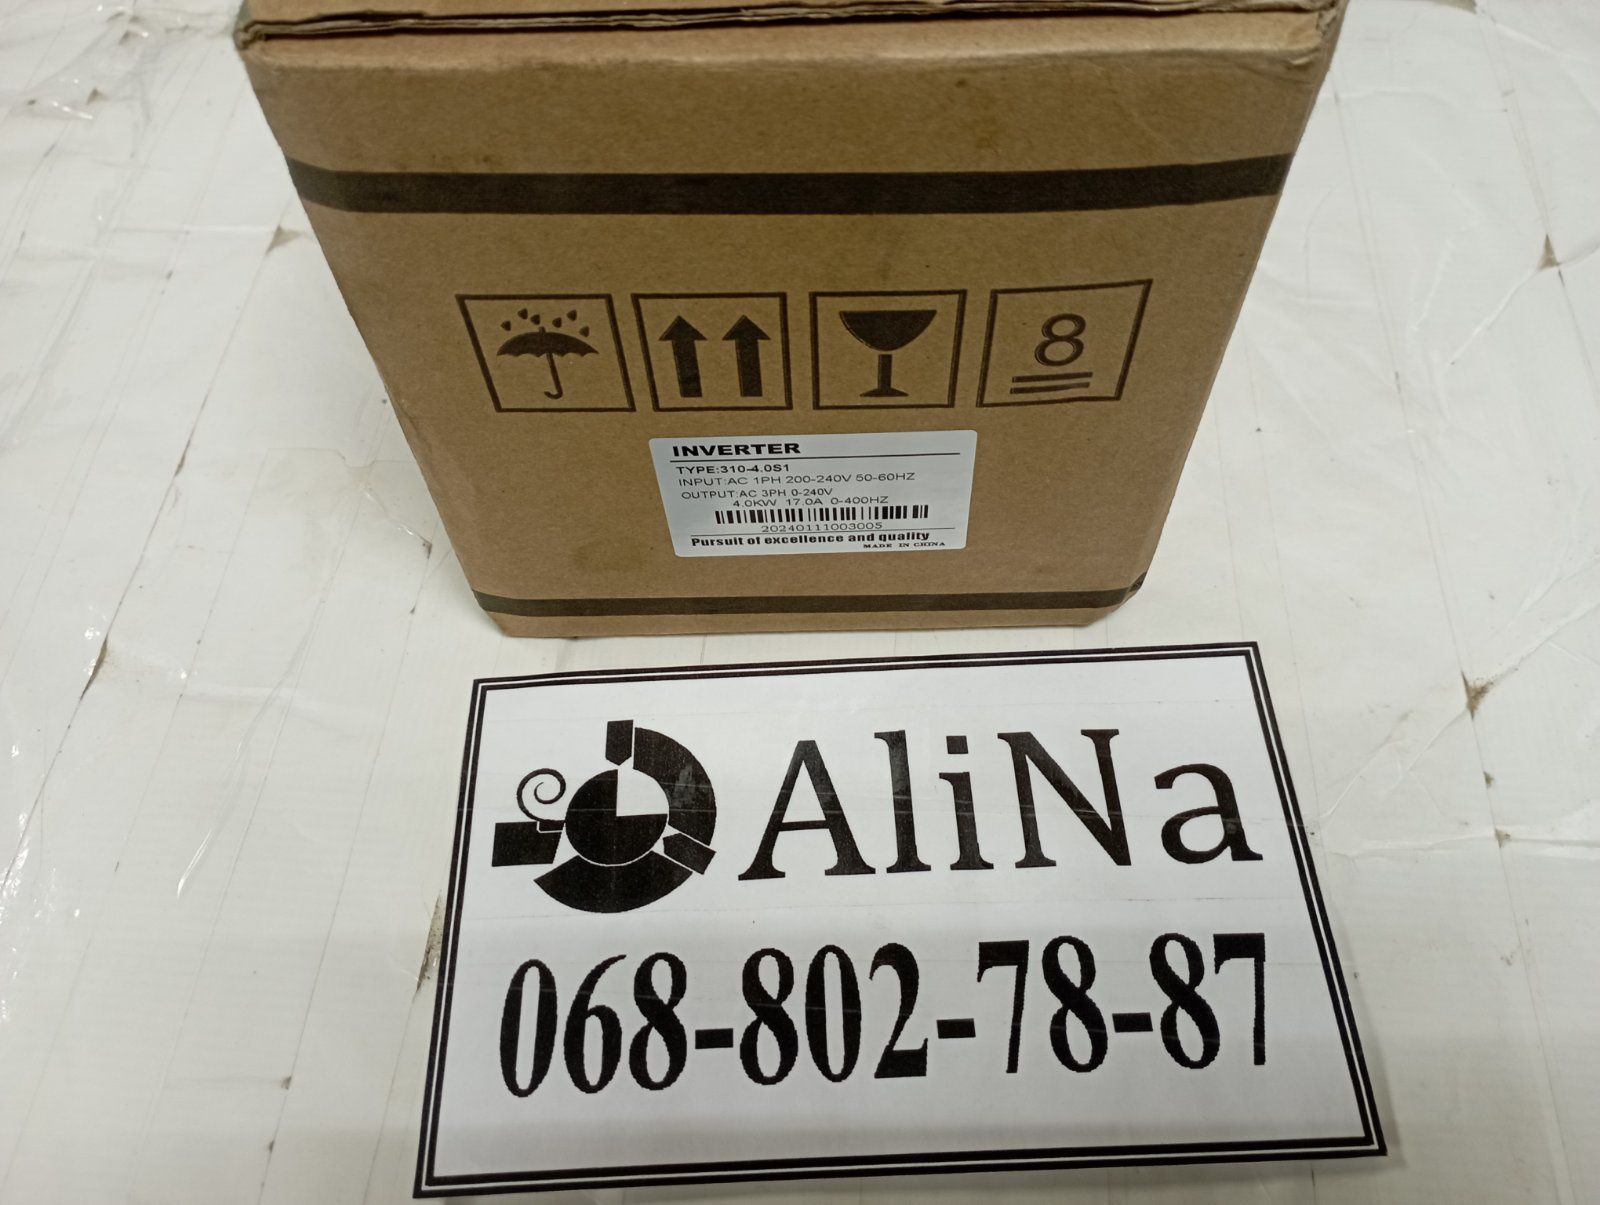 8
INVERTER
TYPE:310-4.0S1
INPUT:AC 1PH 200-240V 50-60HZ
OUTPUT:AC 3PH 0-240V
4.0KW 17.0A 0-400HZ
20240111003005
Pursuit of excellence and quality
MADE IN CHINA
AliNa
068-802-78-87